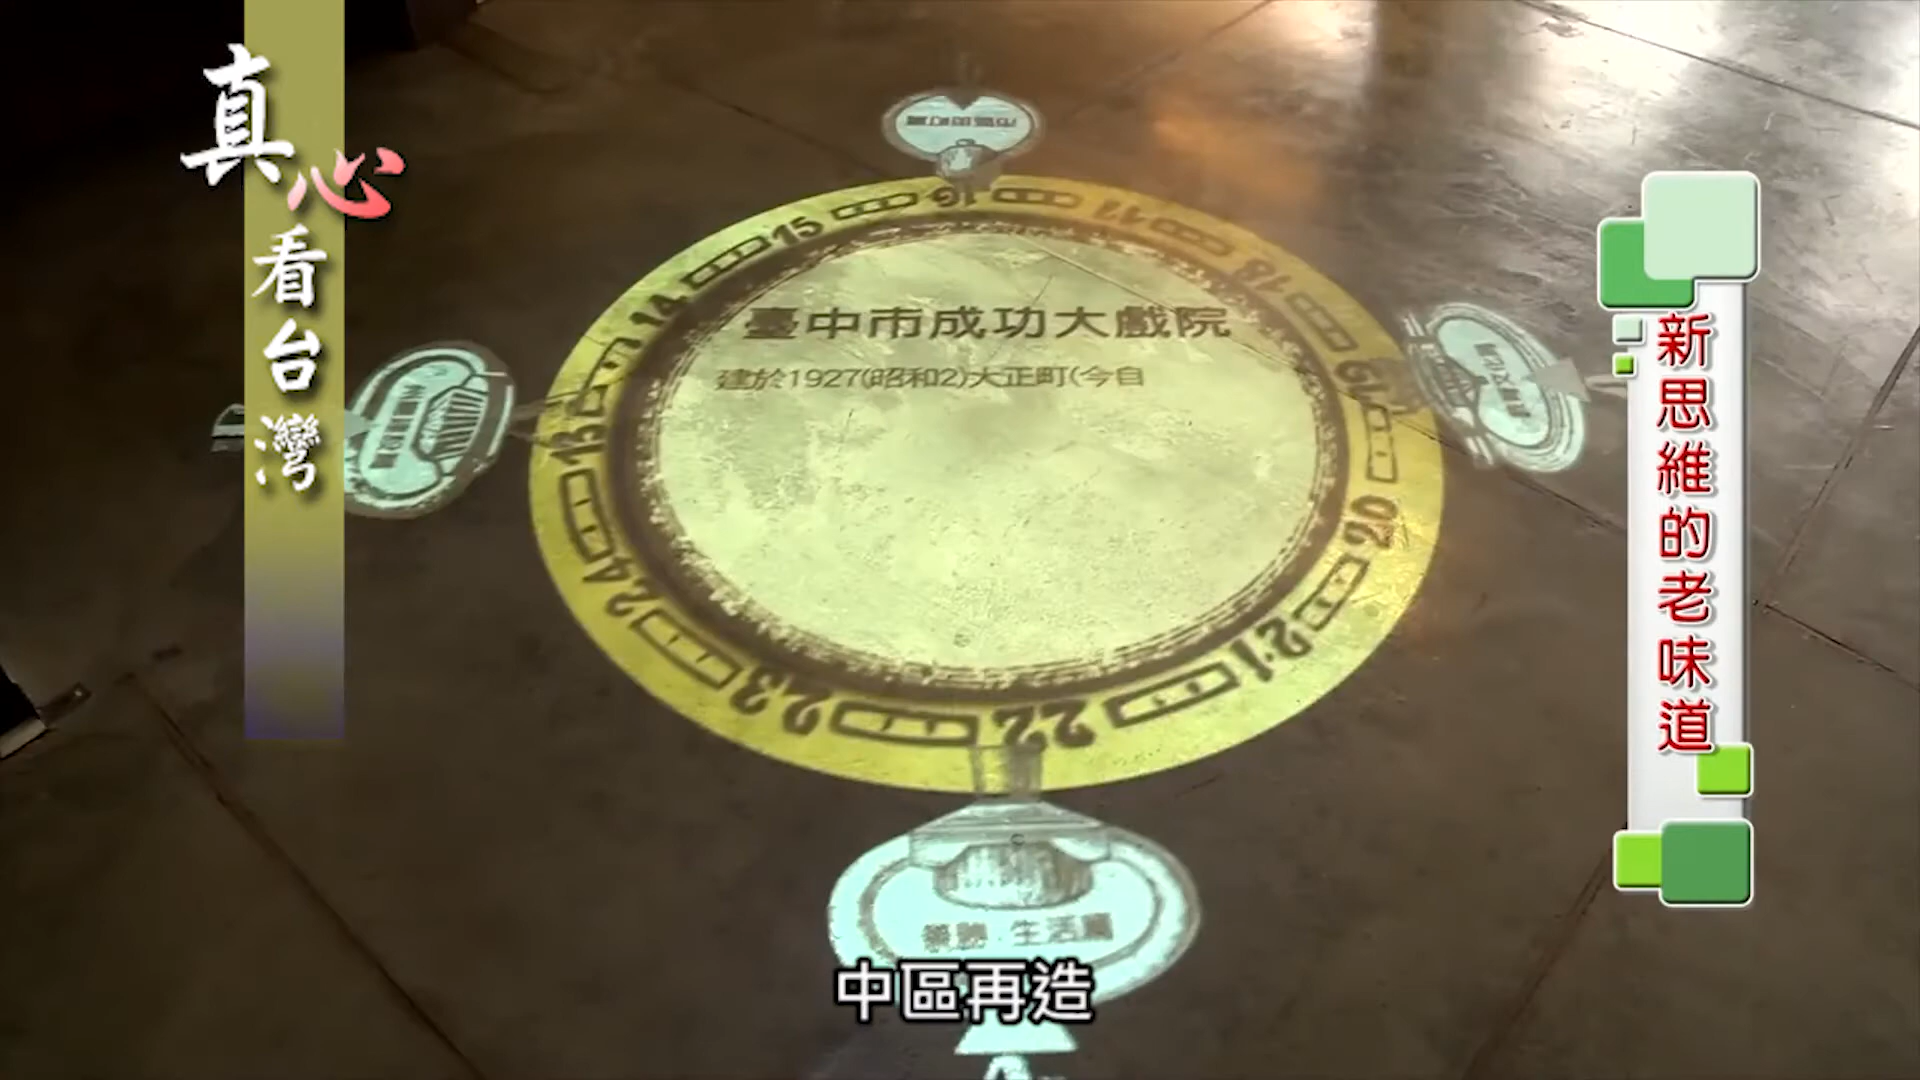 真心看台灣
新思維的老味道
臺中市成功大戲院
建於1927(昭和2)大正町(今自
13
14
15
16
17
18
19
20
21
22
23
24
生活篇
中區再造